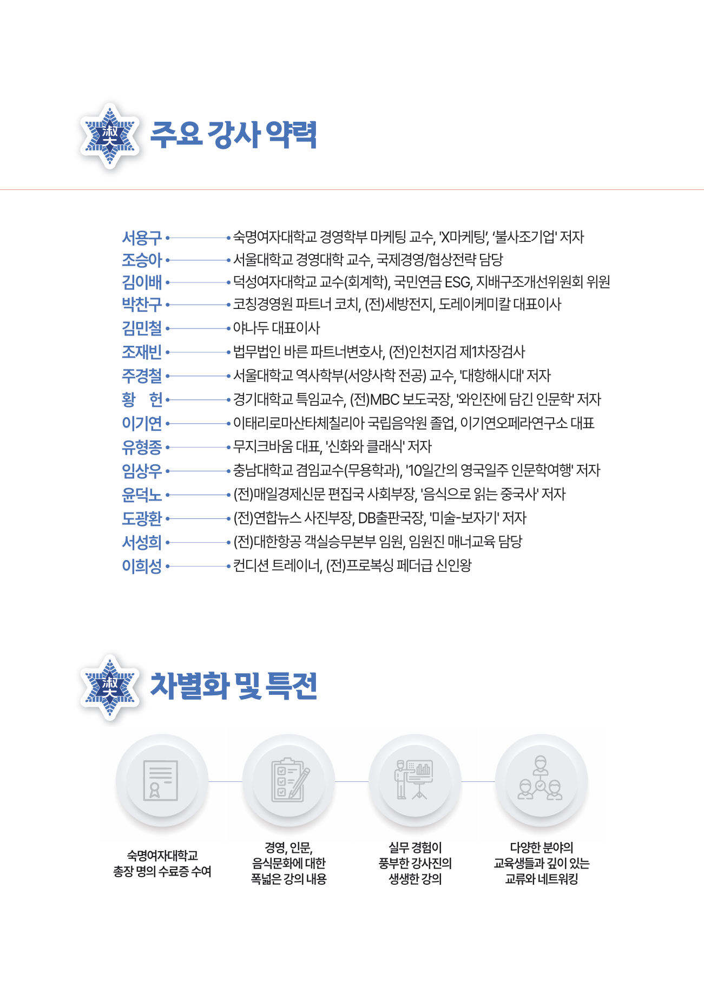 淑大
주요 강사 약력
서용구 숙명여자대학교 경영학부 마케팅 교수, 'X마케팅’, ‘불사조기업' 저자
조승아 서울대학교 경영대학 교수, 국제경영/협상전략 담당
김이배 덕성여자대학교 교수(회계학), 국민연금 ESG, 지배구조개선위원회 위원
박찬구 코칭경영원 파트너 코치, (전)세방전지, 도레이케미칼 대표이사
김민철 야나두 대표이사
조재빈 법무법인 바른 파트너변호사, (전)인천지검 제1차장검사
주경철 서울대학교 역사학부(서양사학 전공) 교수, '대항해시대' 저자
황 헌 경기대학교 특임교수, (전)MBC 보도국장, '와인잔에 담긴 인문학' 저자
이기연 이태리로마산타체칠리아 국립음악원 졸업, 이기연오페라연구소 대표
유형종 무지크바움 대표, '신화와 클래식' 저자
임상우 충남대학교 겸임교수(무용학과), '10일간의 영국일주 인문학여행' 저자
윤덕노 (전)매일경제신문 편집국 사회부장, '음식으로 읽는 중국사' 저자
도광환 (전)연합뉴스 사진부장, DB출판국장, '미술-보자기' 저자
서성희 (전)대한항공 객실승무본부 임원, 임원진 매너교육 담당
이희성 컨디션 트레이너, (전)프로복싱 페더급 신인왕
淑大
차별화 및 특전
숙명여자대학교
총장 명의 수료증 수여
경영, 인문,
음식문화에 대한
폭넓은 강의 내용
실무 경험이
풍부한 강사진의
생생한 강의
다양한 분야의
교육생들과 깊이 있는
교류와 네트워킹